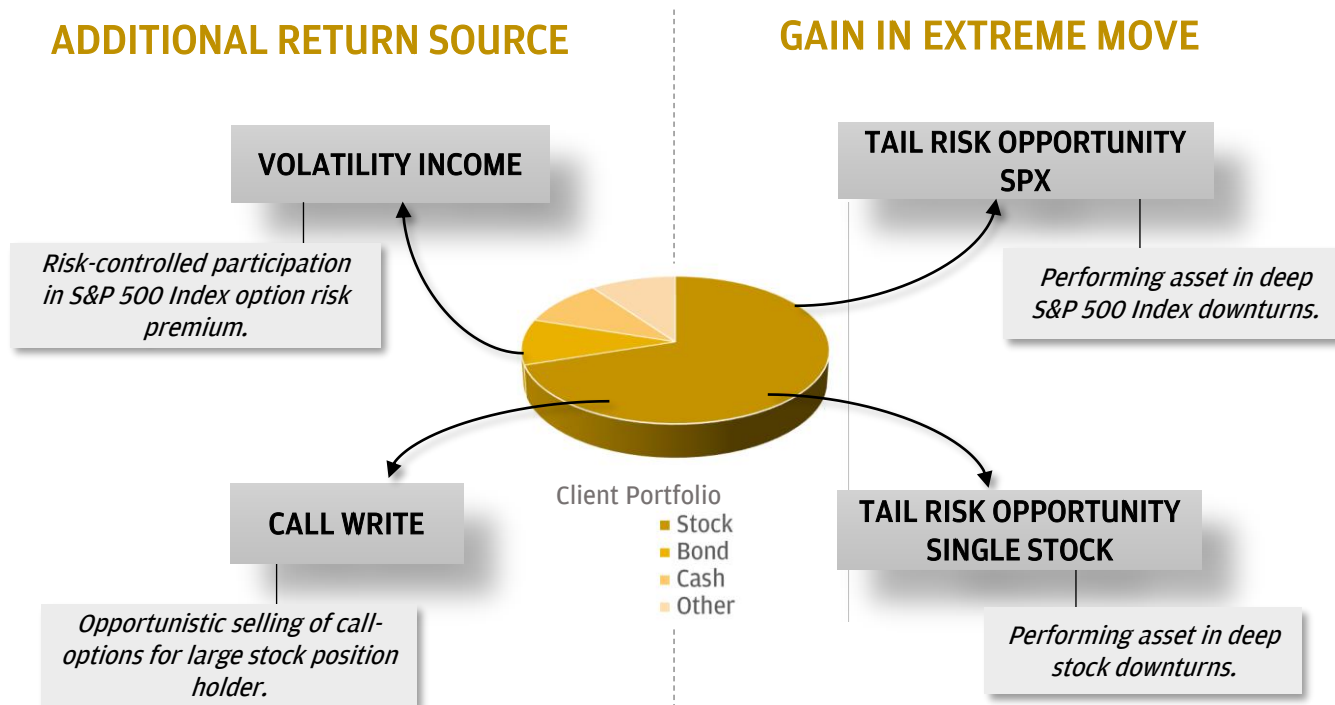 ADDITIONAL RETURN SOURCE
GAIN IN EXTREME MOVE
VOLATILITY INCOME
Risk-controlled participation
in S&P 500 Index option risk
premium.
TAIL RISK OPPORTUNITY
SPX
Performing asset in deep
S&P 500 Index downturns.
CALL WRITE
Opportunistic selling of call-
options for large stock position
holder.
Client Portfolio
Stock
Bond
Cash
Other
TAIL RISK OPPORTUNITY
SINGLE STOCK
Performing asset in deep
stock downturns.